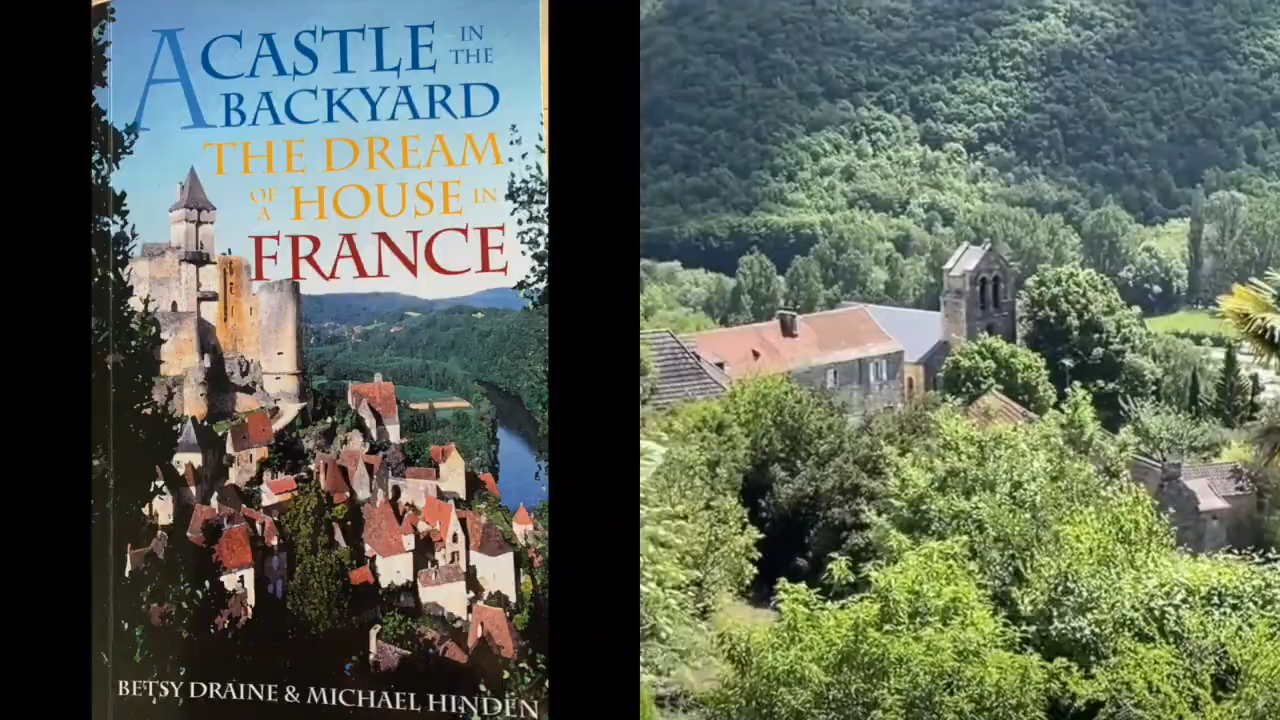 A CASTLE IN THE
BACKYARD
THE DREAM
OF A HOUSE IN
FRANCE
BETSY DRAINE & MICHAEL HINDEN